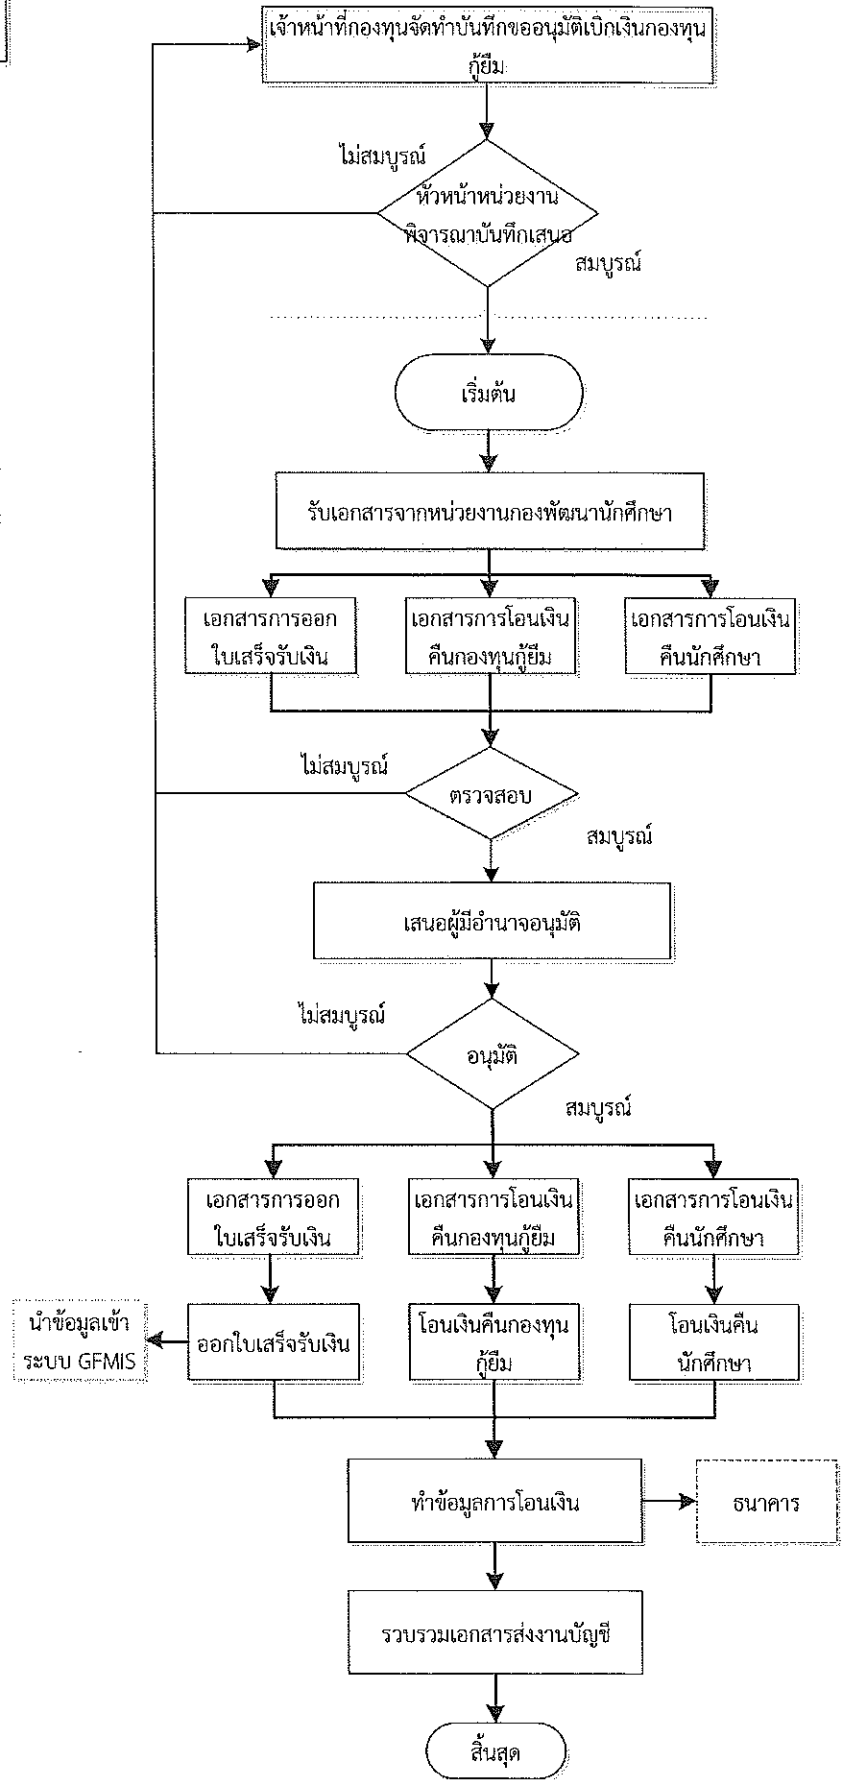 เจ้าหน้าที่กองทุนจัดทำบันทึกขออนุมัติเบิกเงินกองทุน
กู้ยืม
ไม่สมบูรณ์
หัวหน้าหน่วยงาน
พิจารณาบันทึกเสนอ
สมบูรณ์
เริ่มต้น
รับเอกสารจากหน่วยงานกองพัฒนานักศึกษา
เอกสารการออก
ใบเสร็จรับเงิน
เอกสารการโอนเงิน
คืนกองทุนกู้ยืม
เอกสารการโอนเงิน
คืนนักศึกษา
ไม่สมบูรณ์
ตรวจสอบ
สมบูรณ์
เสนอผู้มีอำนาจอนุมัติ
ไม่สมบูรณ์
อนุมัติ
สมบูรณ์
เอกสารการออก
ใบเสร็จรับเงิน
เอกสารการโอนเงิน
คืนกองทุนกู้ยืม
เอกสารการโอนเงิน
คืนนักศึกษา
นำข้อมูลเข้า
ระบบ GFMIS
ออกใบเสร็จรับเงิน
โอนเงินคืนกองทุน
กู้ยืม
โอนเงินคืน
นักศึกษา
ทำข้อมูลการโอนเงิน
ธนาคาร
รวบรวมเอกสารส่งงานบัญชี
สิ้นสุด